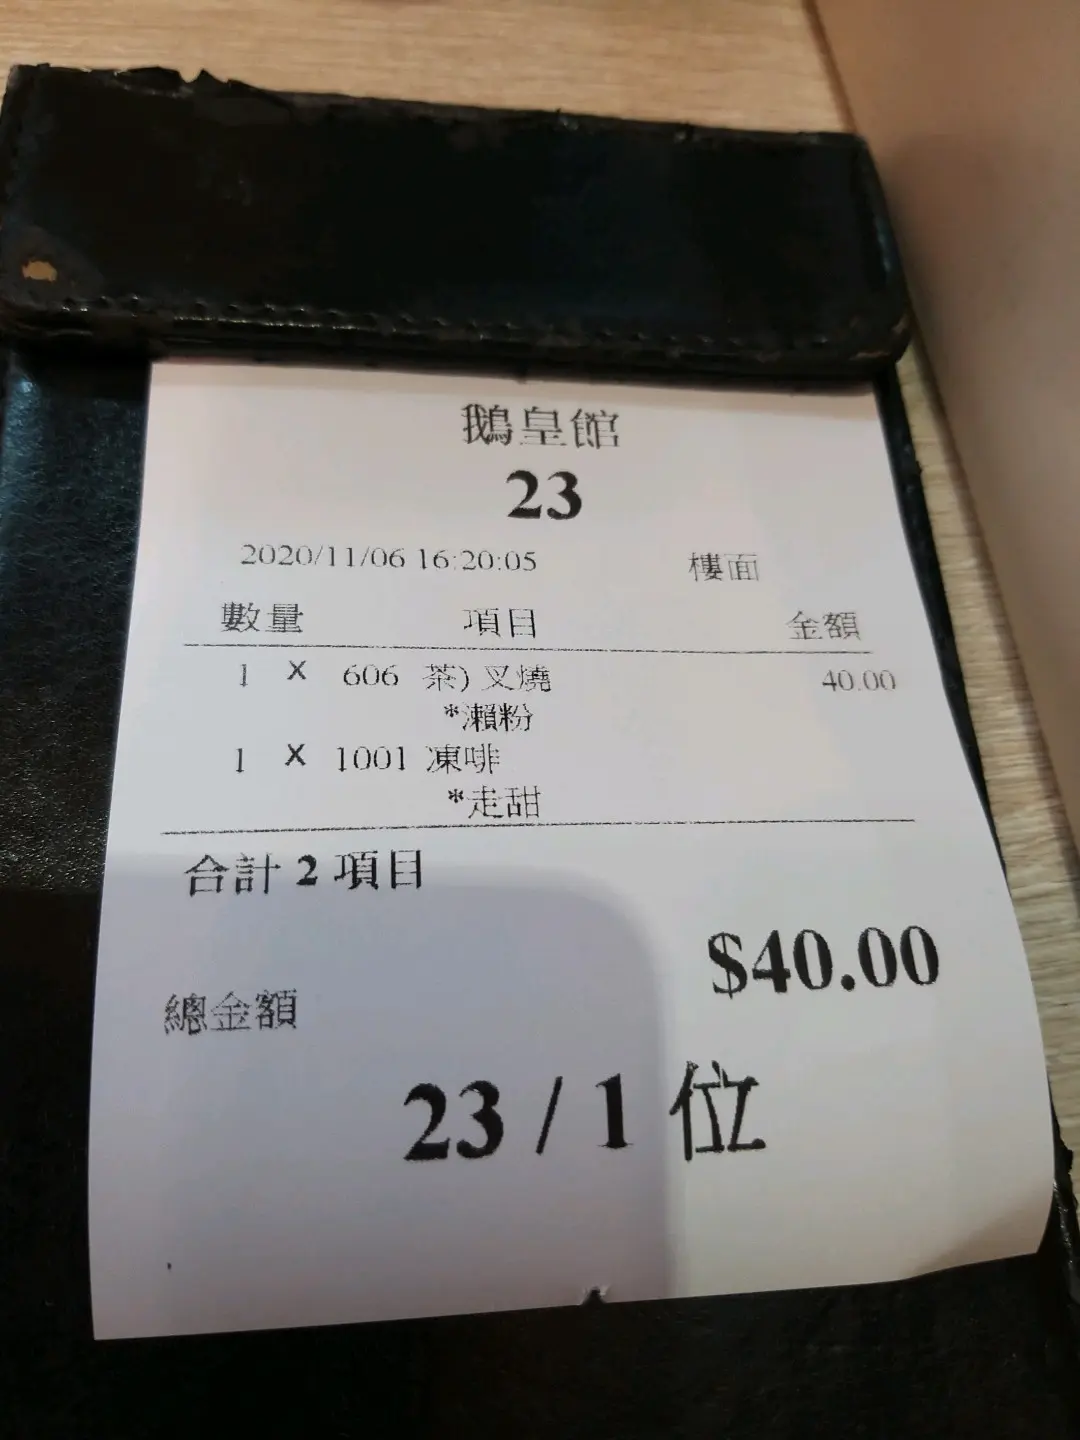 鵝皇館
23
2020/11/06 16:20:05 樓面
數量 項目 金額
1 X 606 茶) 叉燒 40.00
*瀨粉
1 X 1001 凍啡
*走甜
合計 2 項目
$40.00
總金額
23 / 1 位